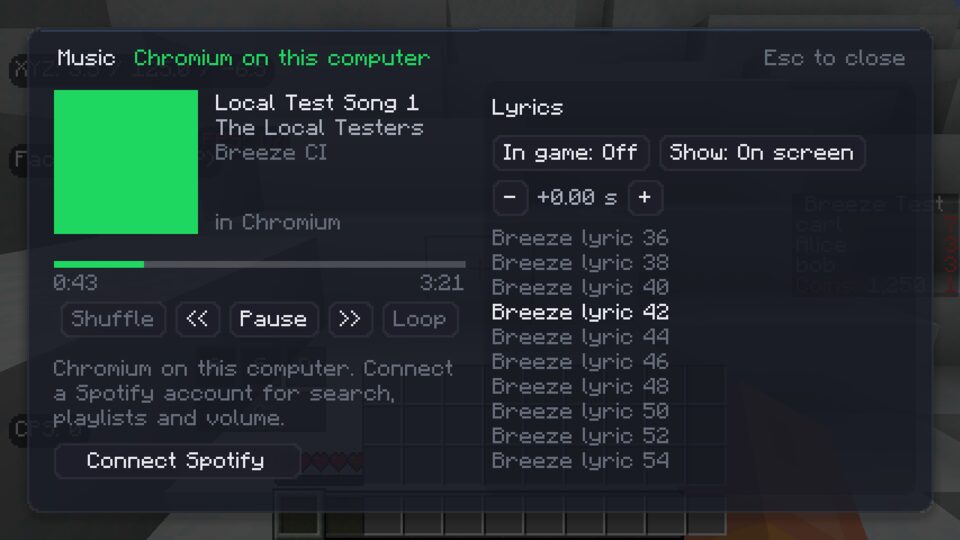 Music Chromium on this computer
Esc to close
Local Test Song 1
The Local Testers
Breeze CI
in Chromium
0:43
3:21
Shuffle
<<
Pause
>>
Loop
Chromium on this computer. Connect
a Spotify account for search,
playlists and volume.
Connect Spotify
Lyrics
In game: Off
Show: On screen
-
+0.00 s
+
Breeze lyric 36
Breeze lyric 38
Breeze lyric 40
Breeze lyric 42
Breeze lyric 44
Breeze lyric 46
Breeze lyric 48
Breeze lyric 50
Breeze lyric 52
Breeze lyric 54
Breeze Test
carl
Alice
bob
Coins: 1,250